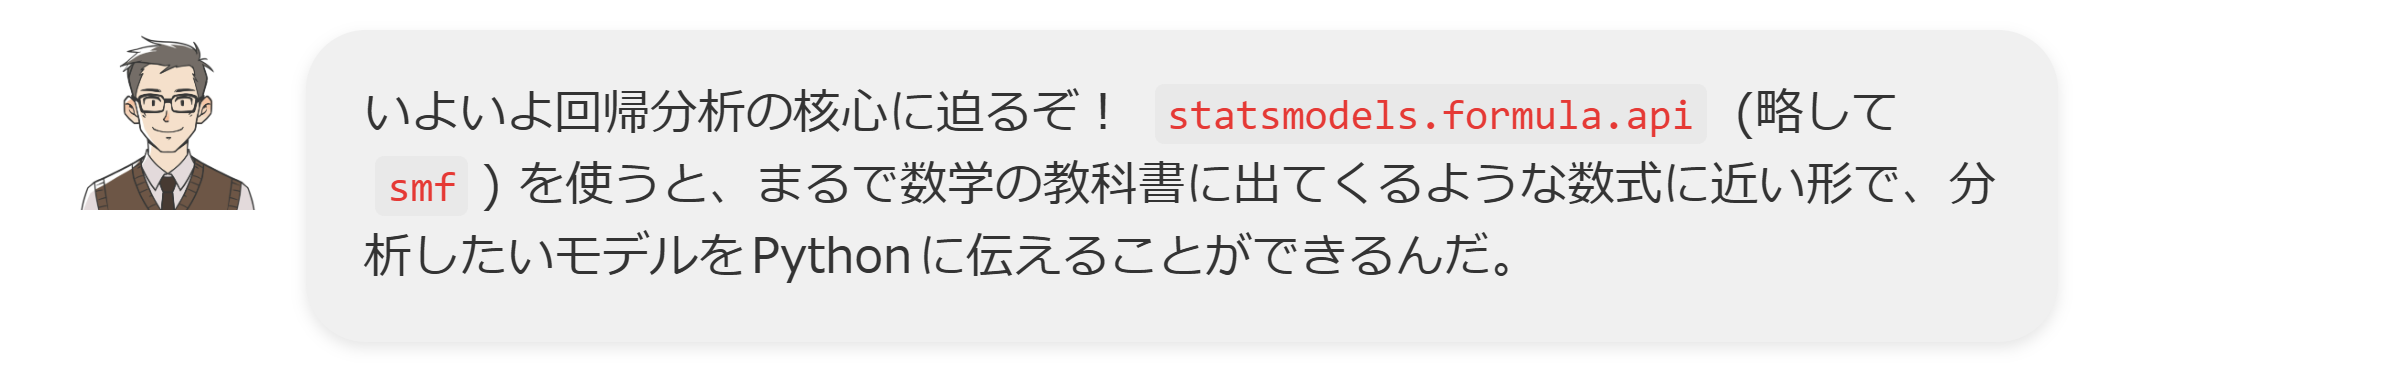 いよいよ回帰分析の核心に迫るぞ！ statsmodels.formula.api (略して
smf ) を使うと、まるで数学の教科書に出てくるような数式に近い形で、分
析したいモデルをPythonに伝えることができるんだ。